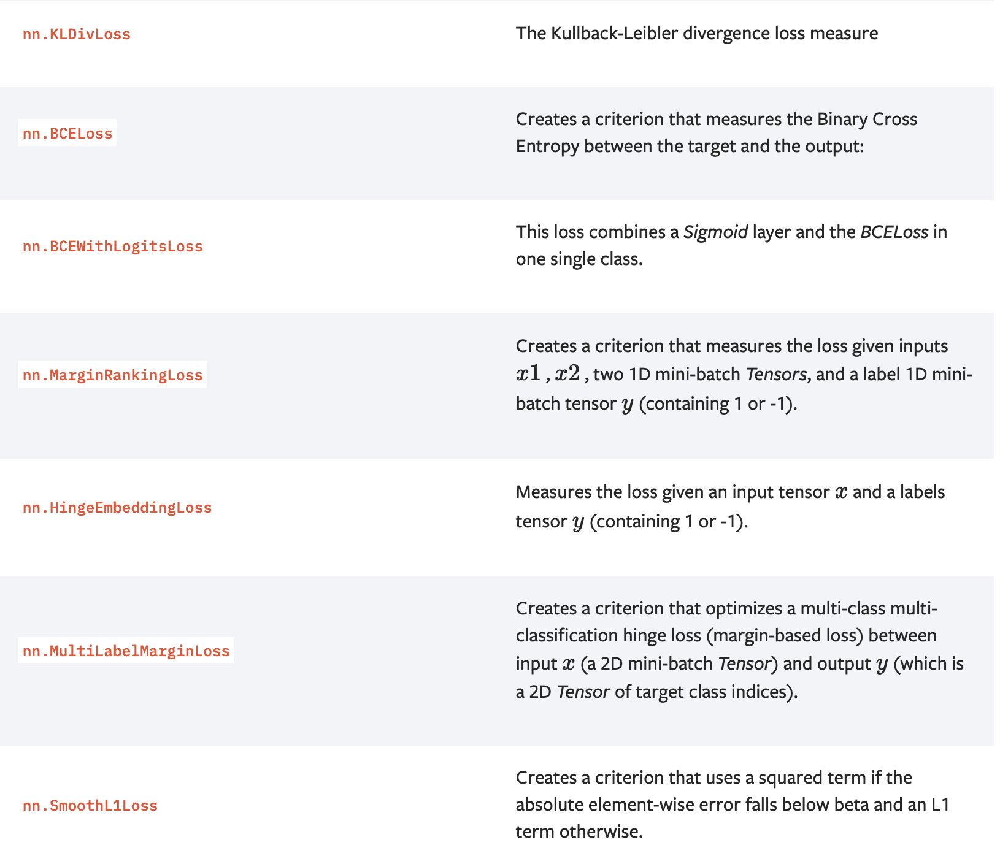 nn.KLDivLoss
The Kullback-Leibler divergence loss measure
nn.BCELoss
Creates a criterion that measures the Binary Cross
Entropy between the target and the output:
nn.BCEWithLogitsLoss
This loss combines a Sigmoid layer and the BCELoss in
one single class.
nn.MarginRankingLoss
Creates a criterion that measures the loss given inputs
x1 , x2 , two 1D mini-batch Tensors, and a label 1D mini-
batch tensor y (containing 1 or -1).
nn.HingeEmbeddingLoss
Measures the loss given an input tensor x and a labels
tensor y (containing 1 or -1).
nn.MultiLabelMarginLoss
Creates a criterion that optimizes a multi-class multi-
classification hinge loss (margin-based loss) between
input x (a 2D mini-batch Tensor) and output y (which is
a 2D Tensor of target class indices).
nn.SmoothL1Loss
Creates a criterion that uses a squared term if the
absolute element-wise error falls below beta and an L1
term otherwise.